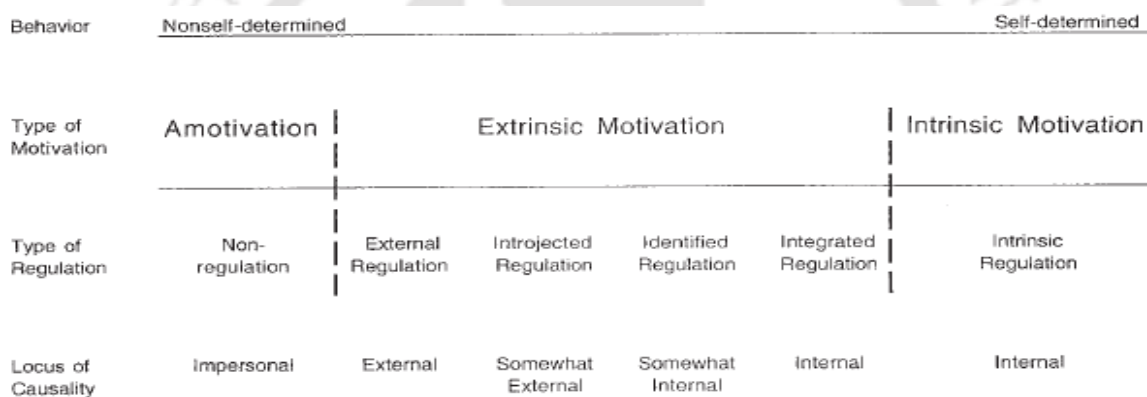 Behavior Nonself-determined Self-determined
Type of Motivation Amotivation Extrinsic Motivation Intrinsic Motivation
Type of Regulation Non-regulation External Regulation Introjected Regulation Identified Regulation Integrated Regulation Intrinsic Regulation
Locus of Causality Impersonal External Somewhat External Somewhat Internal Internal Internal